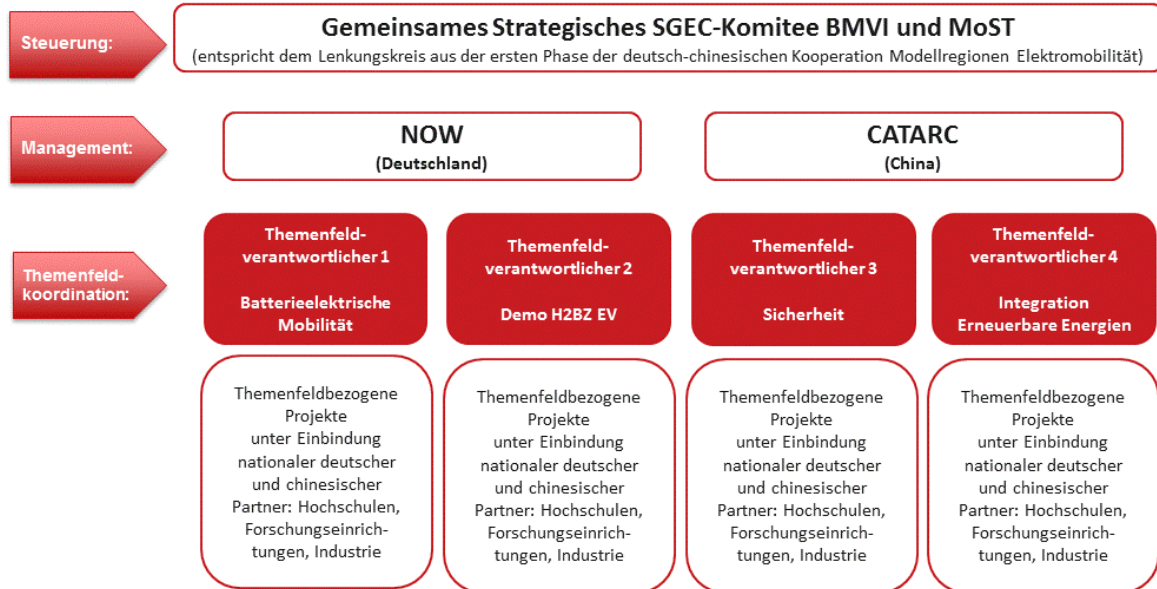 Steuerung:
Gemeinsames Strategisches SGEC-Komitee BMVI und MoST
(entspricht dem Lenkungskreis aus der ersten Phase der deutsch-chinesischen Kooperation Modellregionen Elektromobilität)
Management:
NOW
(Deutschland)
CATARC
(China)
Themenfeld-
koordination:
Themenfeld-
verantwortlicher 1
Batterieelektrische
Mobilität
Themenfeld-
verantwortlicher 2
Demo H2BZ EV
Themenfeld-
verantwortlicher 3
Sicherheit
Themenfeld-
verantwortlicher 4
Integration
Erneuerbare Energien
Themenfeldbezogene
Projekte
unter Einbindung
nationaler deutscher
und chinesischer
Partner: Hochschulen,
Forschungseinrich-
tungen, Industrie
Themenfeldbezogene
Projekte
unter Einbindung
nationaler deutscher
und chinesischer
Partner: Hochschulen,
Forschungseinrich-
tungen, Industrie
Themenfeldbezogene
Projekte
unter Einbindung
nationaler deutscher
und chinesischer
Partner: Hochschulen,
Forschungseinrich-
tungen, Industrie
Themenfeldbezogene
Projekte
unter Einbindung
nationaler deutscher
und chinesischer
Partner: Hochschulen,
Forschungseinrich-
tungen, Industrie